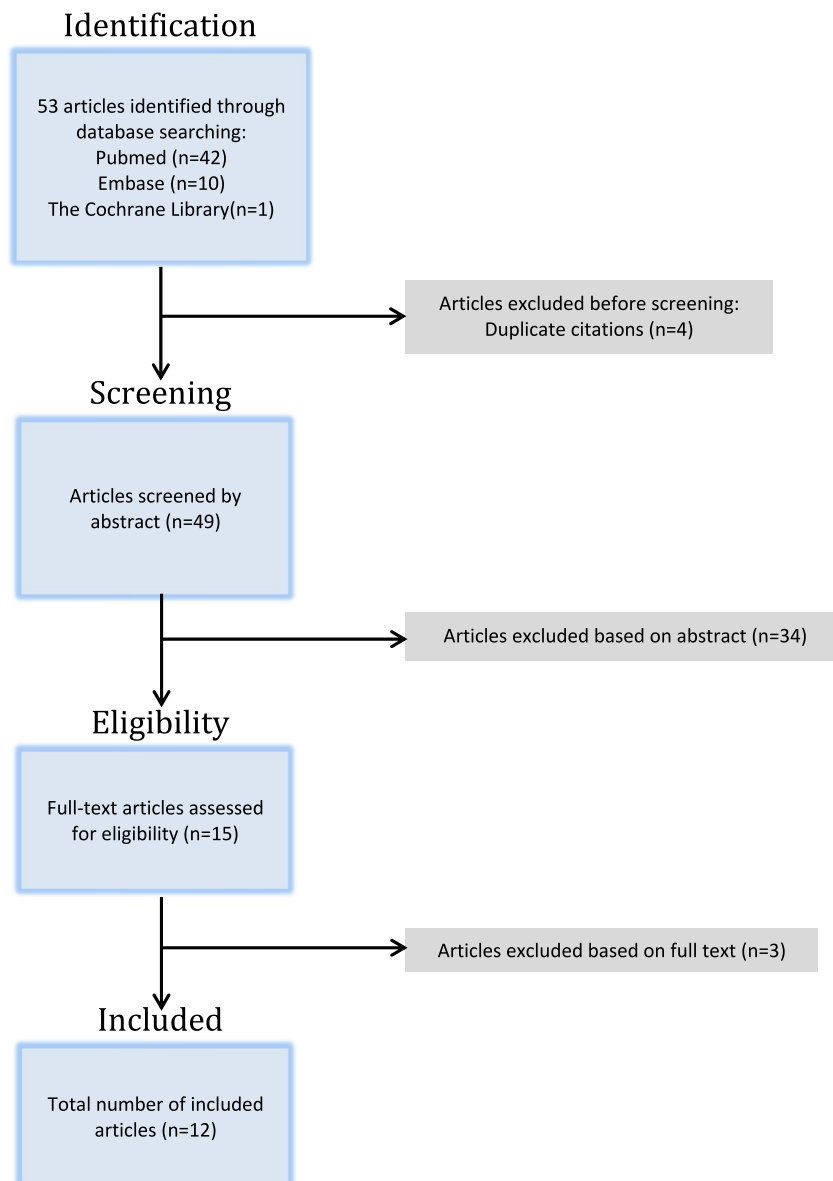 Identification
53 articles identified through
database searching:
Pubmed (n=42)
Embase (n=10)
The Cochrane Library(n=1)
Articles excluded before screening:
Duplicate citations (n=4)
Screening
Articles screened by
abstract (n=49)
Articles excluded based on abstract (n=34)
Eligibility
Full-text articles assessed
for eligibility (n=15)
Articles excluded based on full text (n=3)
Included
Total number of included
articles (n=12)